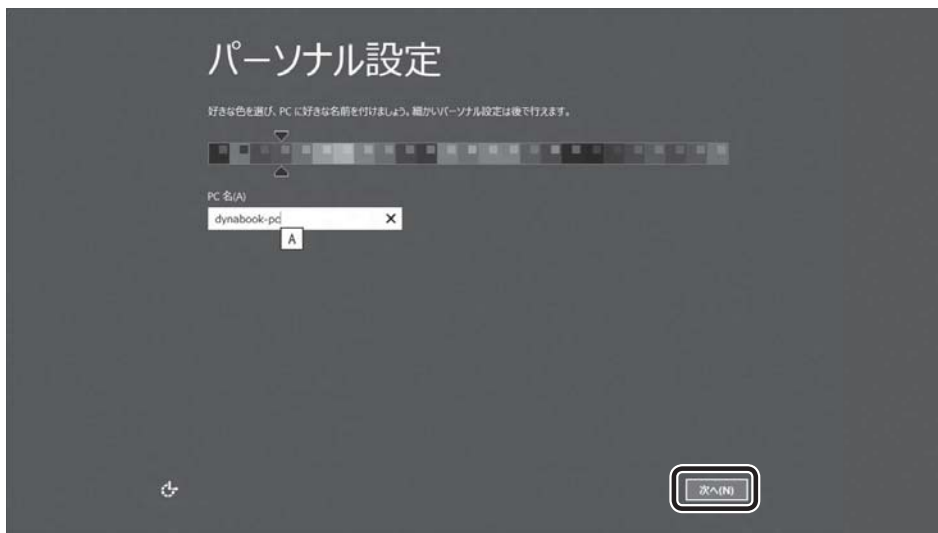 パーソナル設定
好きな色を選び、PC に好きな名前を付けましょう。細かいパーソナル設定は後で行えます。
PC 名(A)
dynabook-pc
A
次へ(N)